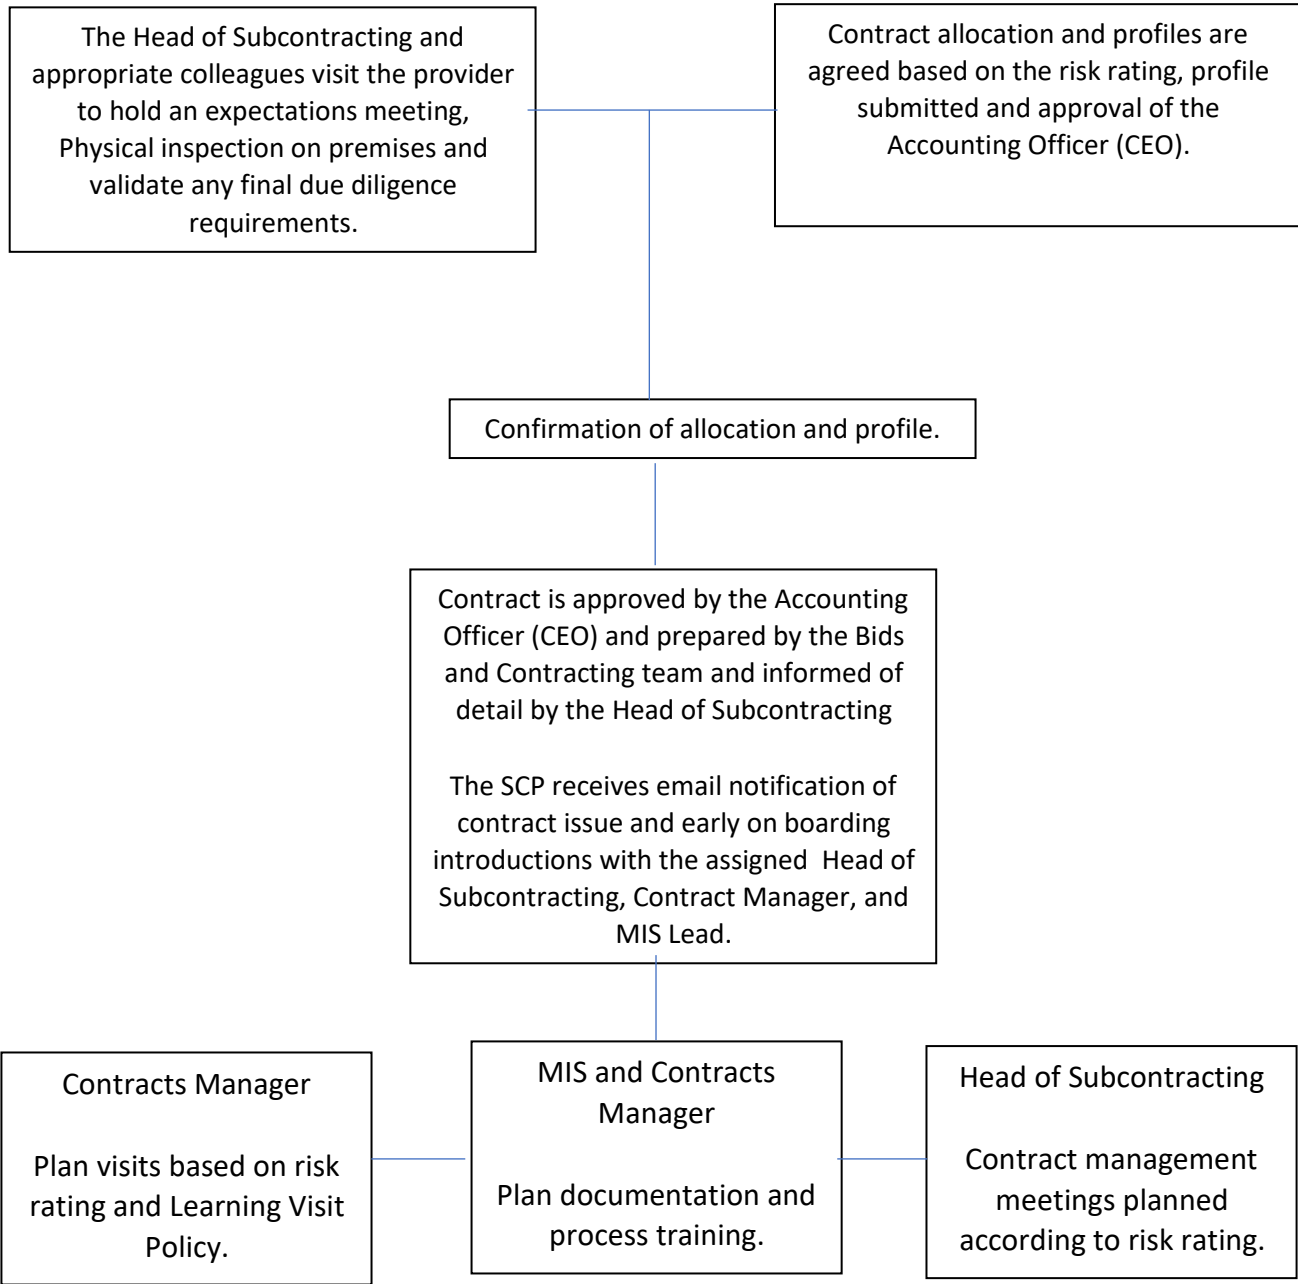 The Head of Subcontracting and
appropriate colleagues visit the provider
to hold an expectations meeting,
Physical inspection on premises and
validate any final due diligence
requirements.
Contract allocation and profiles are
agreed based on the risk rating, profile
submitted and approval of the
Accounting Officer (CEO).
Confirmation of allocation and profile.
Contract is approved by the Accounting
Officer (CEO) and prepared by the Bids
and Contracting team and informed of
detail by the Head of Subcontracting
The SCP receives email notification of
contract issue and early on boarding
introductions with the assigned  Head of
Subcontracting, Contract Manager, and
MIS Lead.
Contracts Manager
Plan visits based on risk
rating and Learning Visit
Policy.
MIS and Contracts
Manager
Plan documentation and
process training.
Head of Subcontracting
Contract management
meetings planned
according to risk rating.